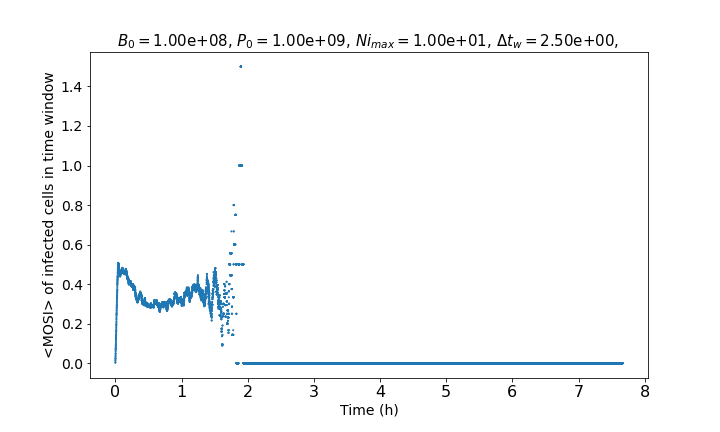 B₀ = 1.00e+08, P₀ = 1.00e+09, Niₘₐₓ = 1.00e+01, Δt_w = 2.50e+00,
<MOSI> of infected cells in time window
1.4
1.2
1.0
0.8
0.6
0.4
0.2
0.0
0 1 2 3 4 5 6 7 8
Time (h)